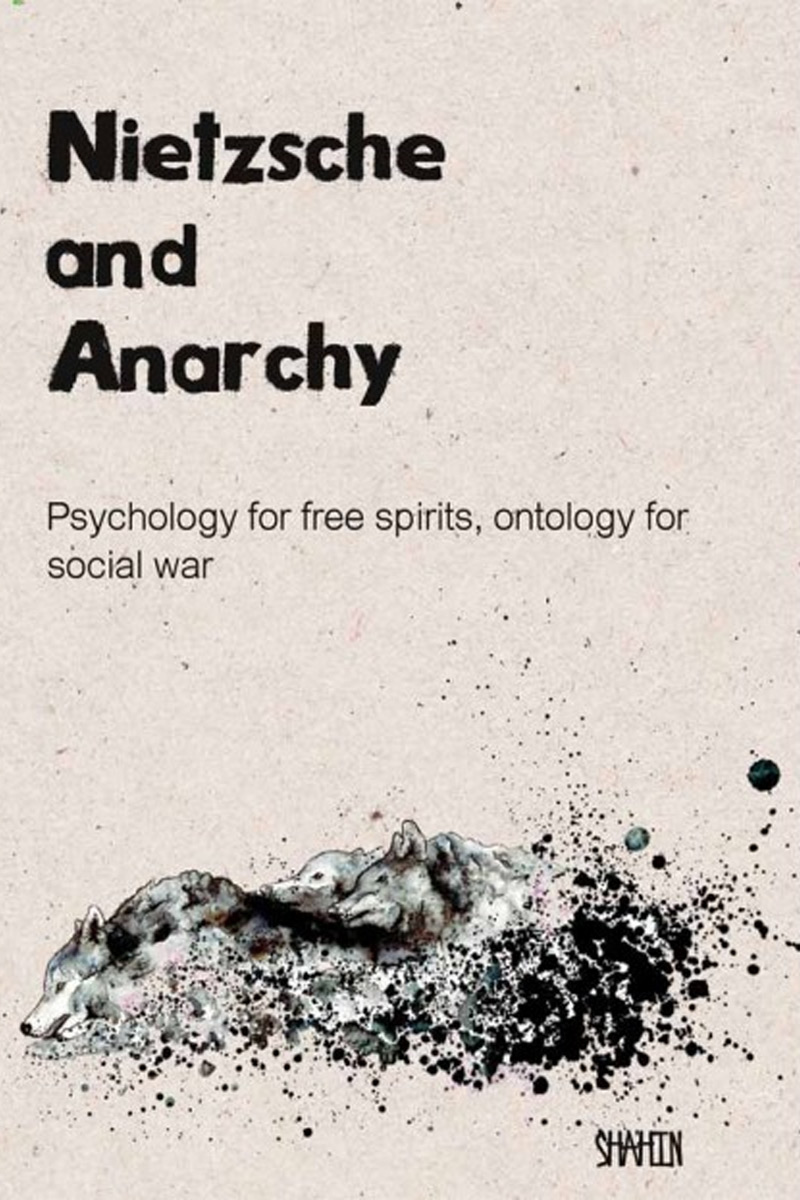 Nietzsche
and
Anarchy
Psychology for free spirits, ontology for
social war
SHAHIN